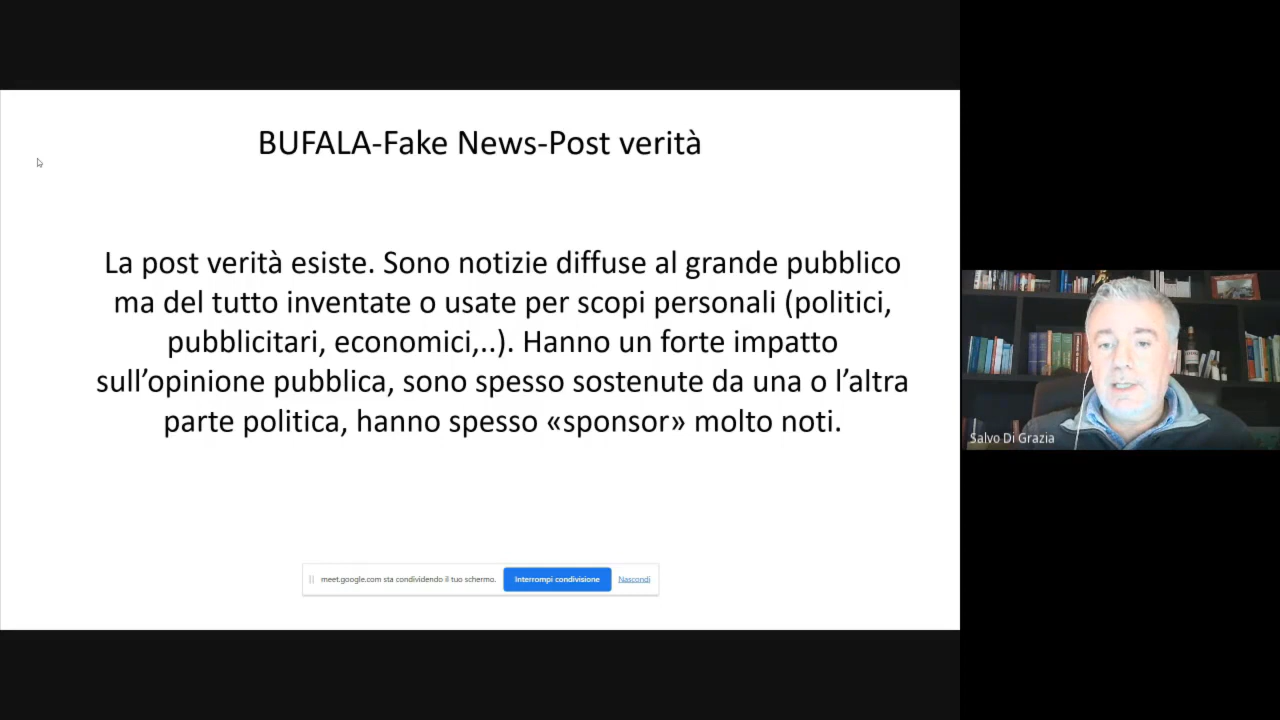 BUFALA-Fake News-Post verità
La post verità esiste. Sono notizie diffuse al grande pubblico
ma del tutto inventate o usate per scopi personali (politici,
pubblicitari, economici,..). Hanno un forte impatto
sull’opinione pubblica, sono spesso sostenute da una o l’altra
parte politica, hanno spesso «sponsor» molto noti.
Salvo Di Grazia
meet.google.com sta condividendo il tuo schermo. Interrompi condivisione Nascondi